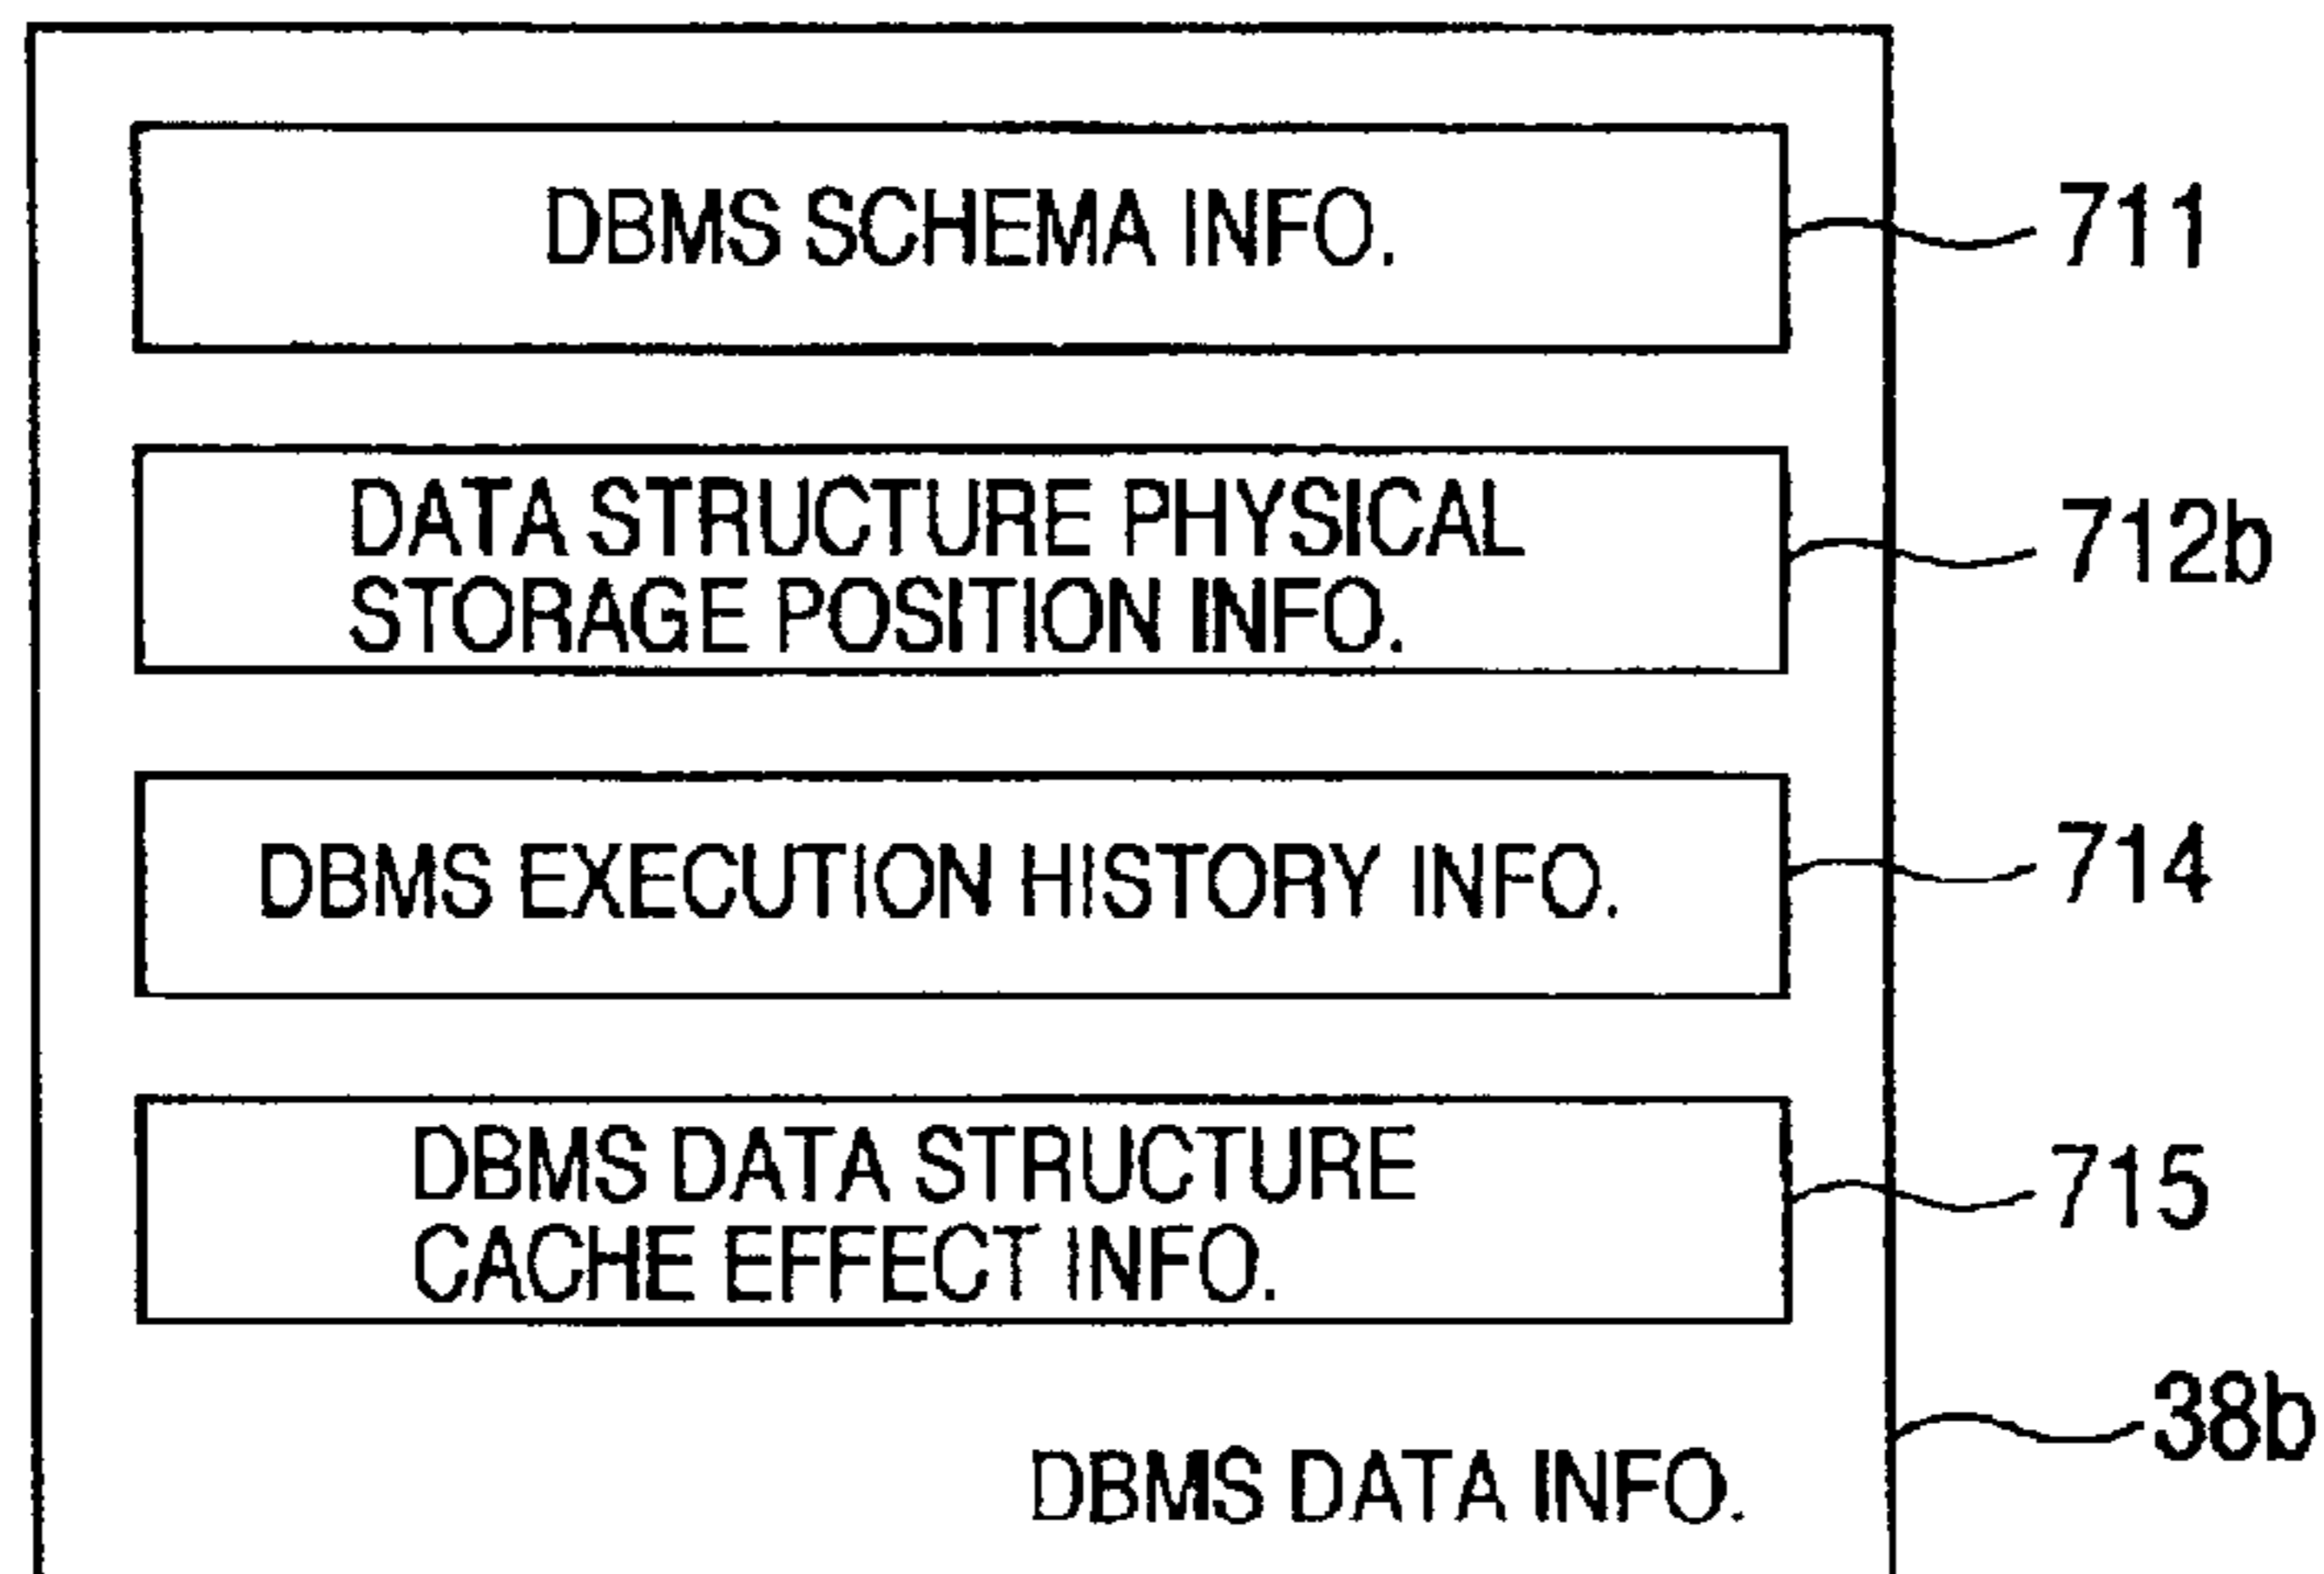 DBMS SCHEMA INFO.
711
DATA STRUCTURE PHYSICAL
STORAGE POSITION INFO.
712b
DBMS EXECUTION HISTORY INFO.
714
DBMS DATA STRUCTURE
CACHE EFFECT INFO.
715
38b
DBMS DATA INFO.